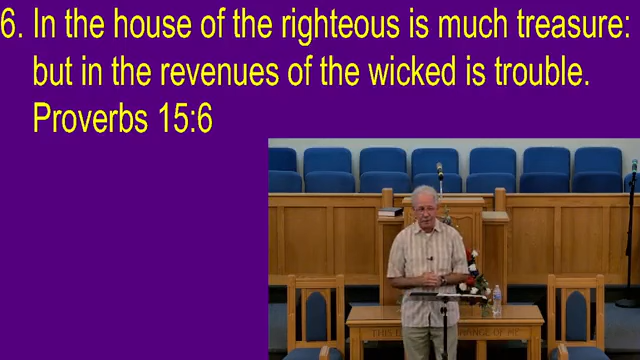 6. In the house of the righteous is much treasure:
but in the revenues of the wicked is trouble.
Proverbs 15:6